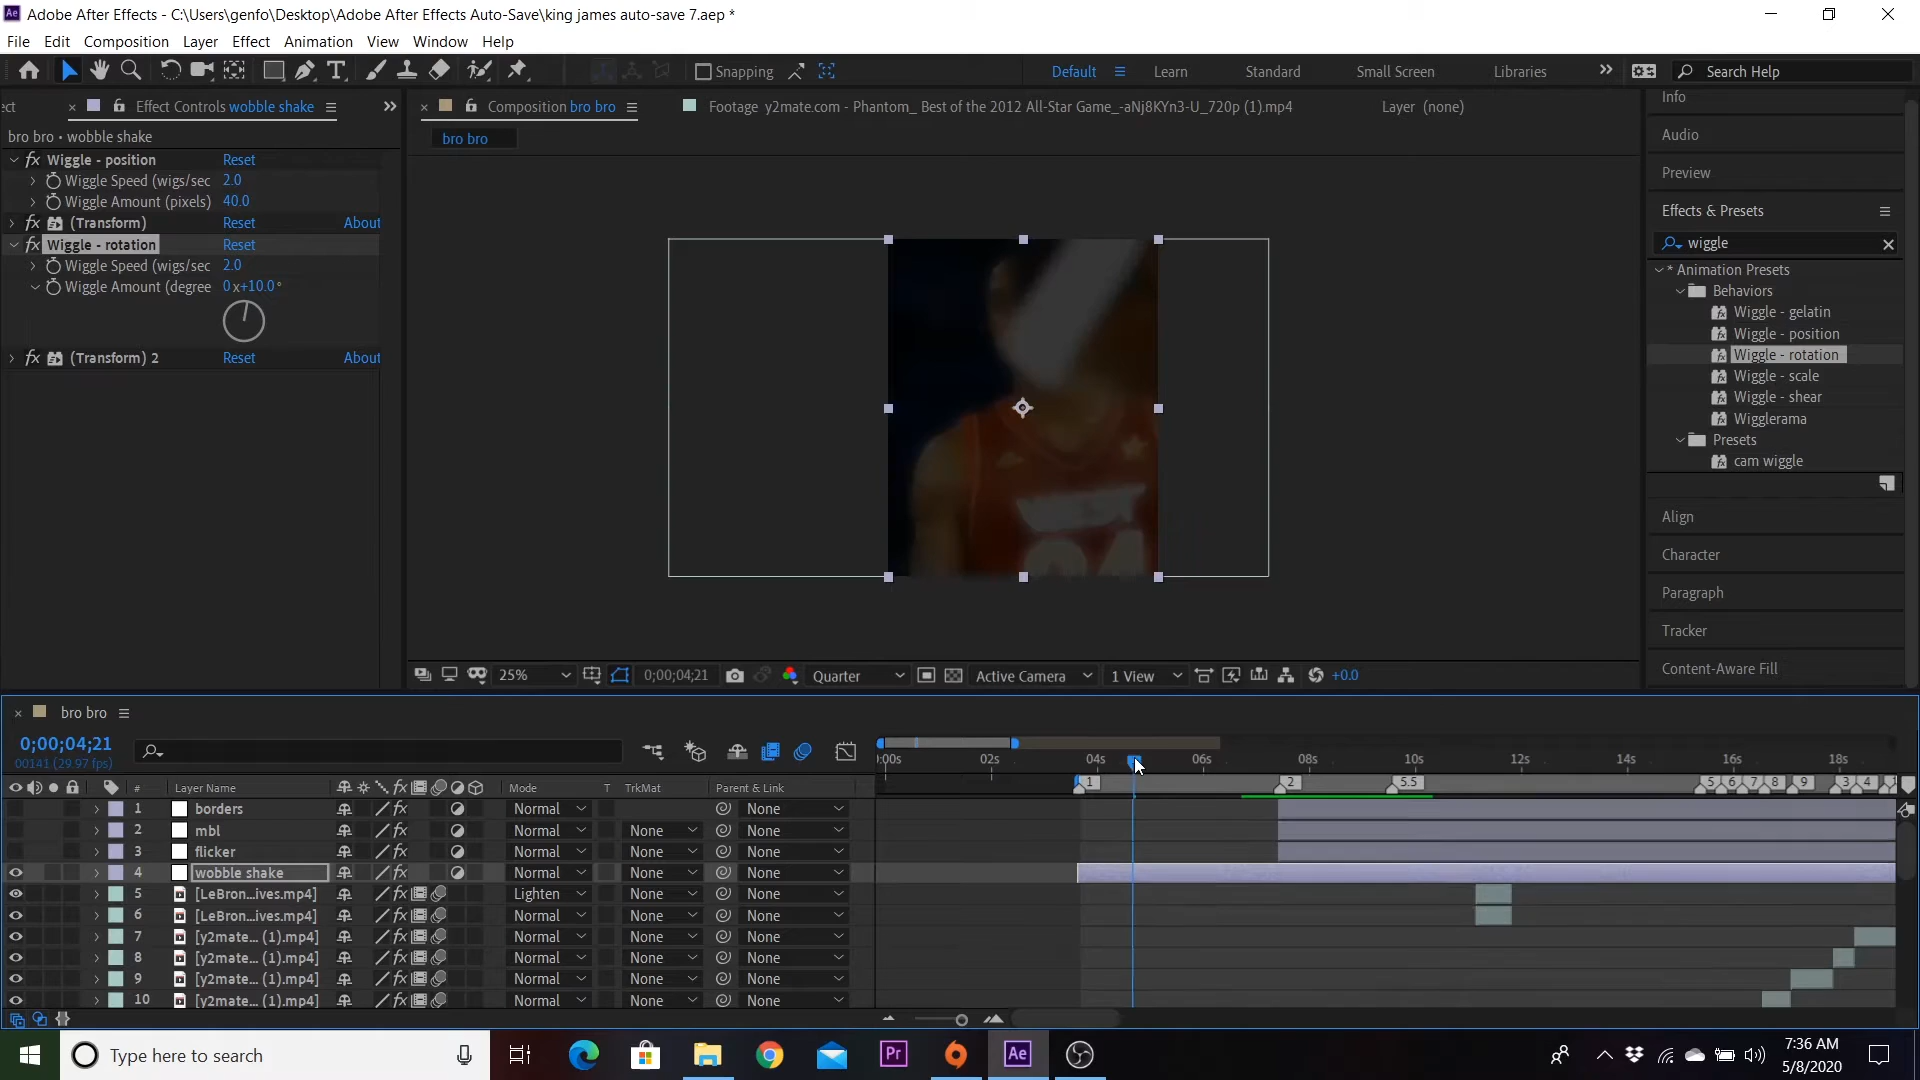 Adobe After Effects - C:\Users\genfo\Desktop\Adobe After Effects Auto-Save\king james auto-save 7.aep *
File Edit Composition Layer Effect Animation View Window Help
Snapping Default Learn Standard Small Screen Libraries Search Help
ect Effect Controls wobble shake
Composition bro bro Footage y2mate.com - Phantom_ Best of the 2012 All-Star Game_-aNj8KYn3-U_720p (1).mp4 Layer (none)
bro bro
bro bro • wobble shake
fx Wiggle - position Reset
Wiggle Speed (wigs/sec 2.0
Wiggle Amount (pixels) 40.0
fx (Transform) Reset About
fx Wiggle - rotation Reset
Wiggle Speed (wigs/sec 2.0
Wiggle Amount (degree 0 x+10.0°
fx (Transform) 2 Reset About
Info
Audio
Preview
Effects & Presets
wiggle
* Animation Presets
Behaviors
Wiggle - gelatin
Wiggle - position
Wiggle - rotation
Wiggle - scale
Wiggle - shear
Wigglerama
Presets
cam wiggle
Align
Character
Paragraph
Tracker
Content-Aware Fill
25% 0;00;04;21 Quarter Active Camera 1 View +0.0
bro bro
0;00;04;21
00141 (29.97 fps)
:00s 02s 04s 06s 08s 10s 12s 14s 16s 18s
1 2 5.5 5 6 7 8 9 3 4
# Layer Name fx Mode T TrkMat Parent & Link
1 borders fx Normal None
2 mbl fx Normal None None
3 flicker fx Normal None None
4 wobble shake fx Normal None None
5 [LeBron...ives.mp4] fx Lighten None None
6 [LeBron...ives.mp4] fx Normal None None
7 [y2mate... (1).mp4] fx Normal None None
8 [y2mate... (1).mp4] fx Normal None None
9 [y2mate... (1).mp4] fx Normal None None
10 [y2mate... (1).mp4] fx Normal None None
Type here to search
Pr Ae
7:36 AM
5/8/2020